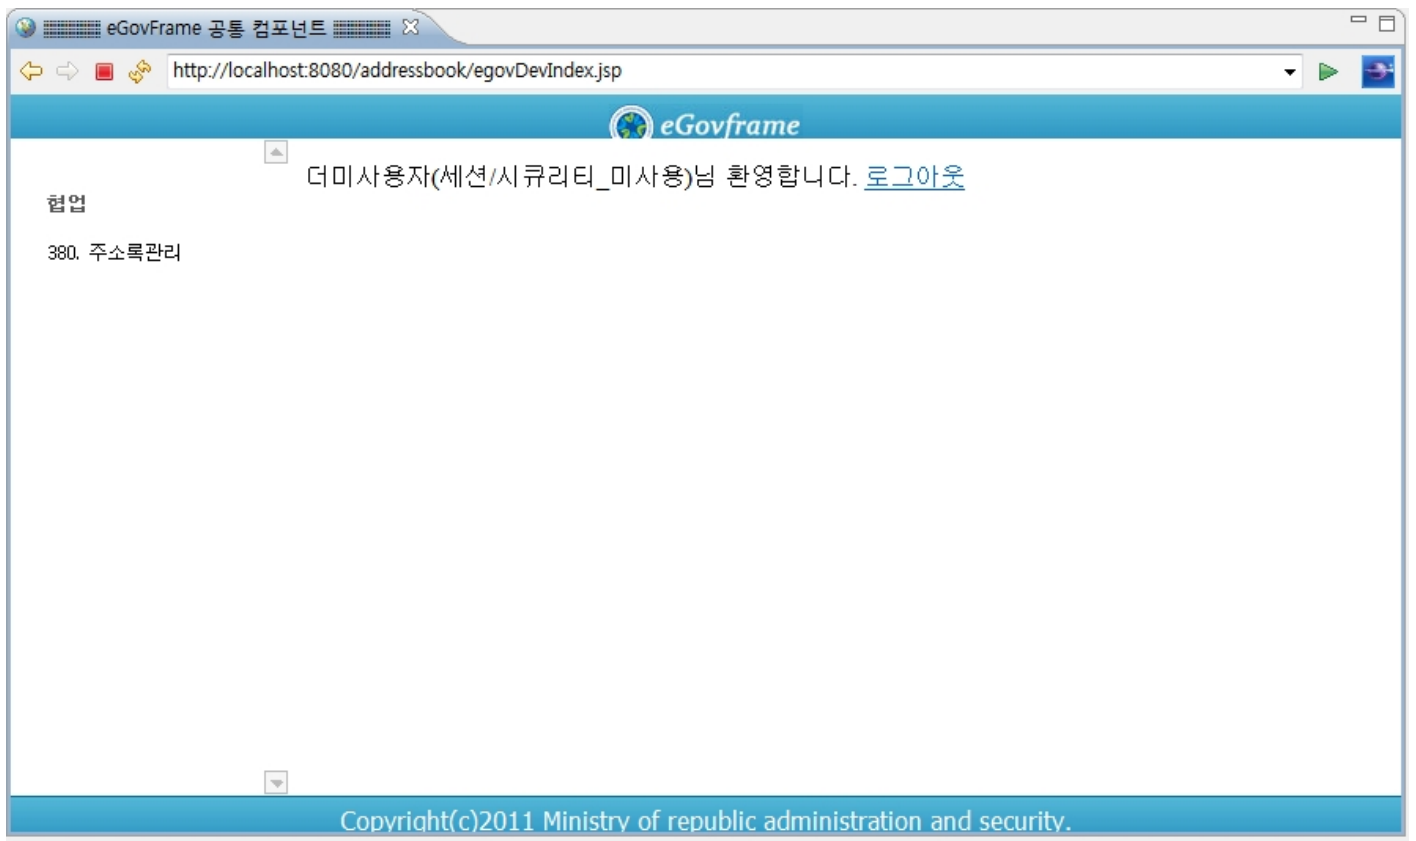 ▦▦▦▦▦ eGovFrame 공통 컴포넌트 ▦▦▦▦▦
http://localhost:8080/addressbook/egovDevIndex.jsp
eGovframe
더미사용자(세션/시큐리티_미사용)님 환영합니다. 로그아웃
협업
380. 주소록관리
Copyright(c)2011 Ministry of republic administration and security.